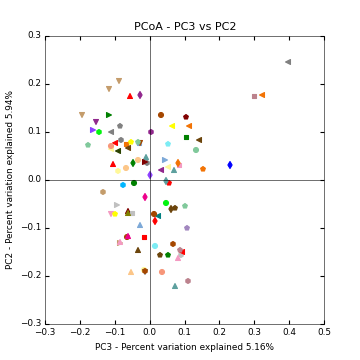 PCoA - PC3 vs PC2
0.3
0.2
0.1
0.0
−0.1
−0.2
−0.3
PC2 - Percent variation explained 5.94%
−0.3 −0.2 −0.1 0.0 0.1 0.2 0.3 0.4 0.5
PC3 - Percent variation explained 5.16%